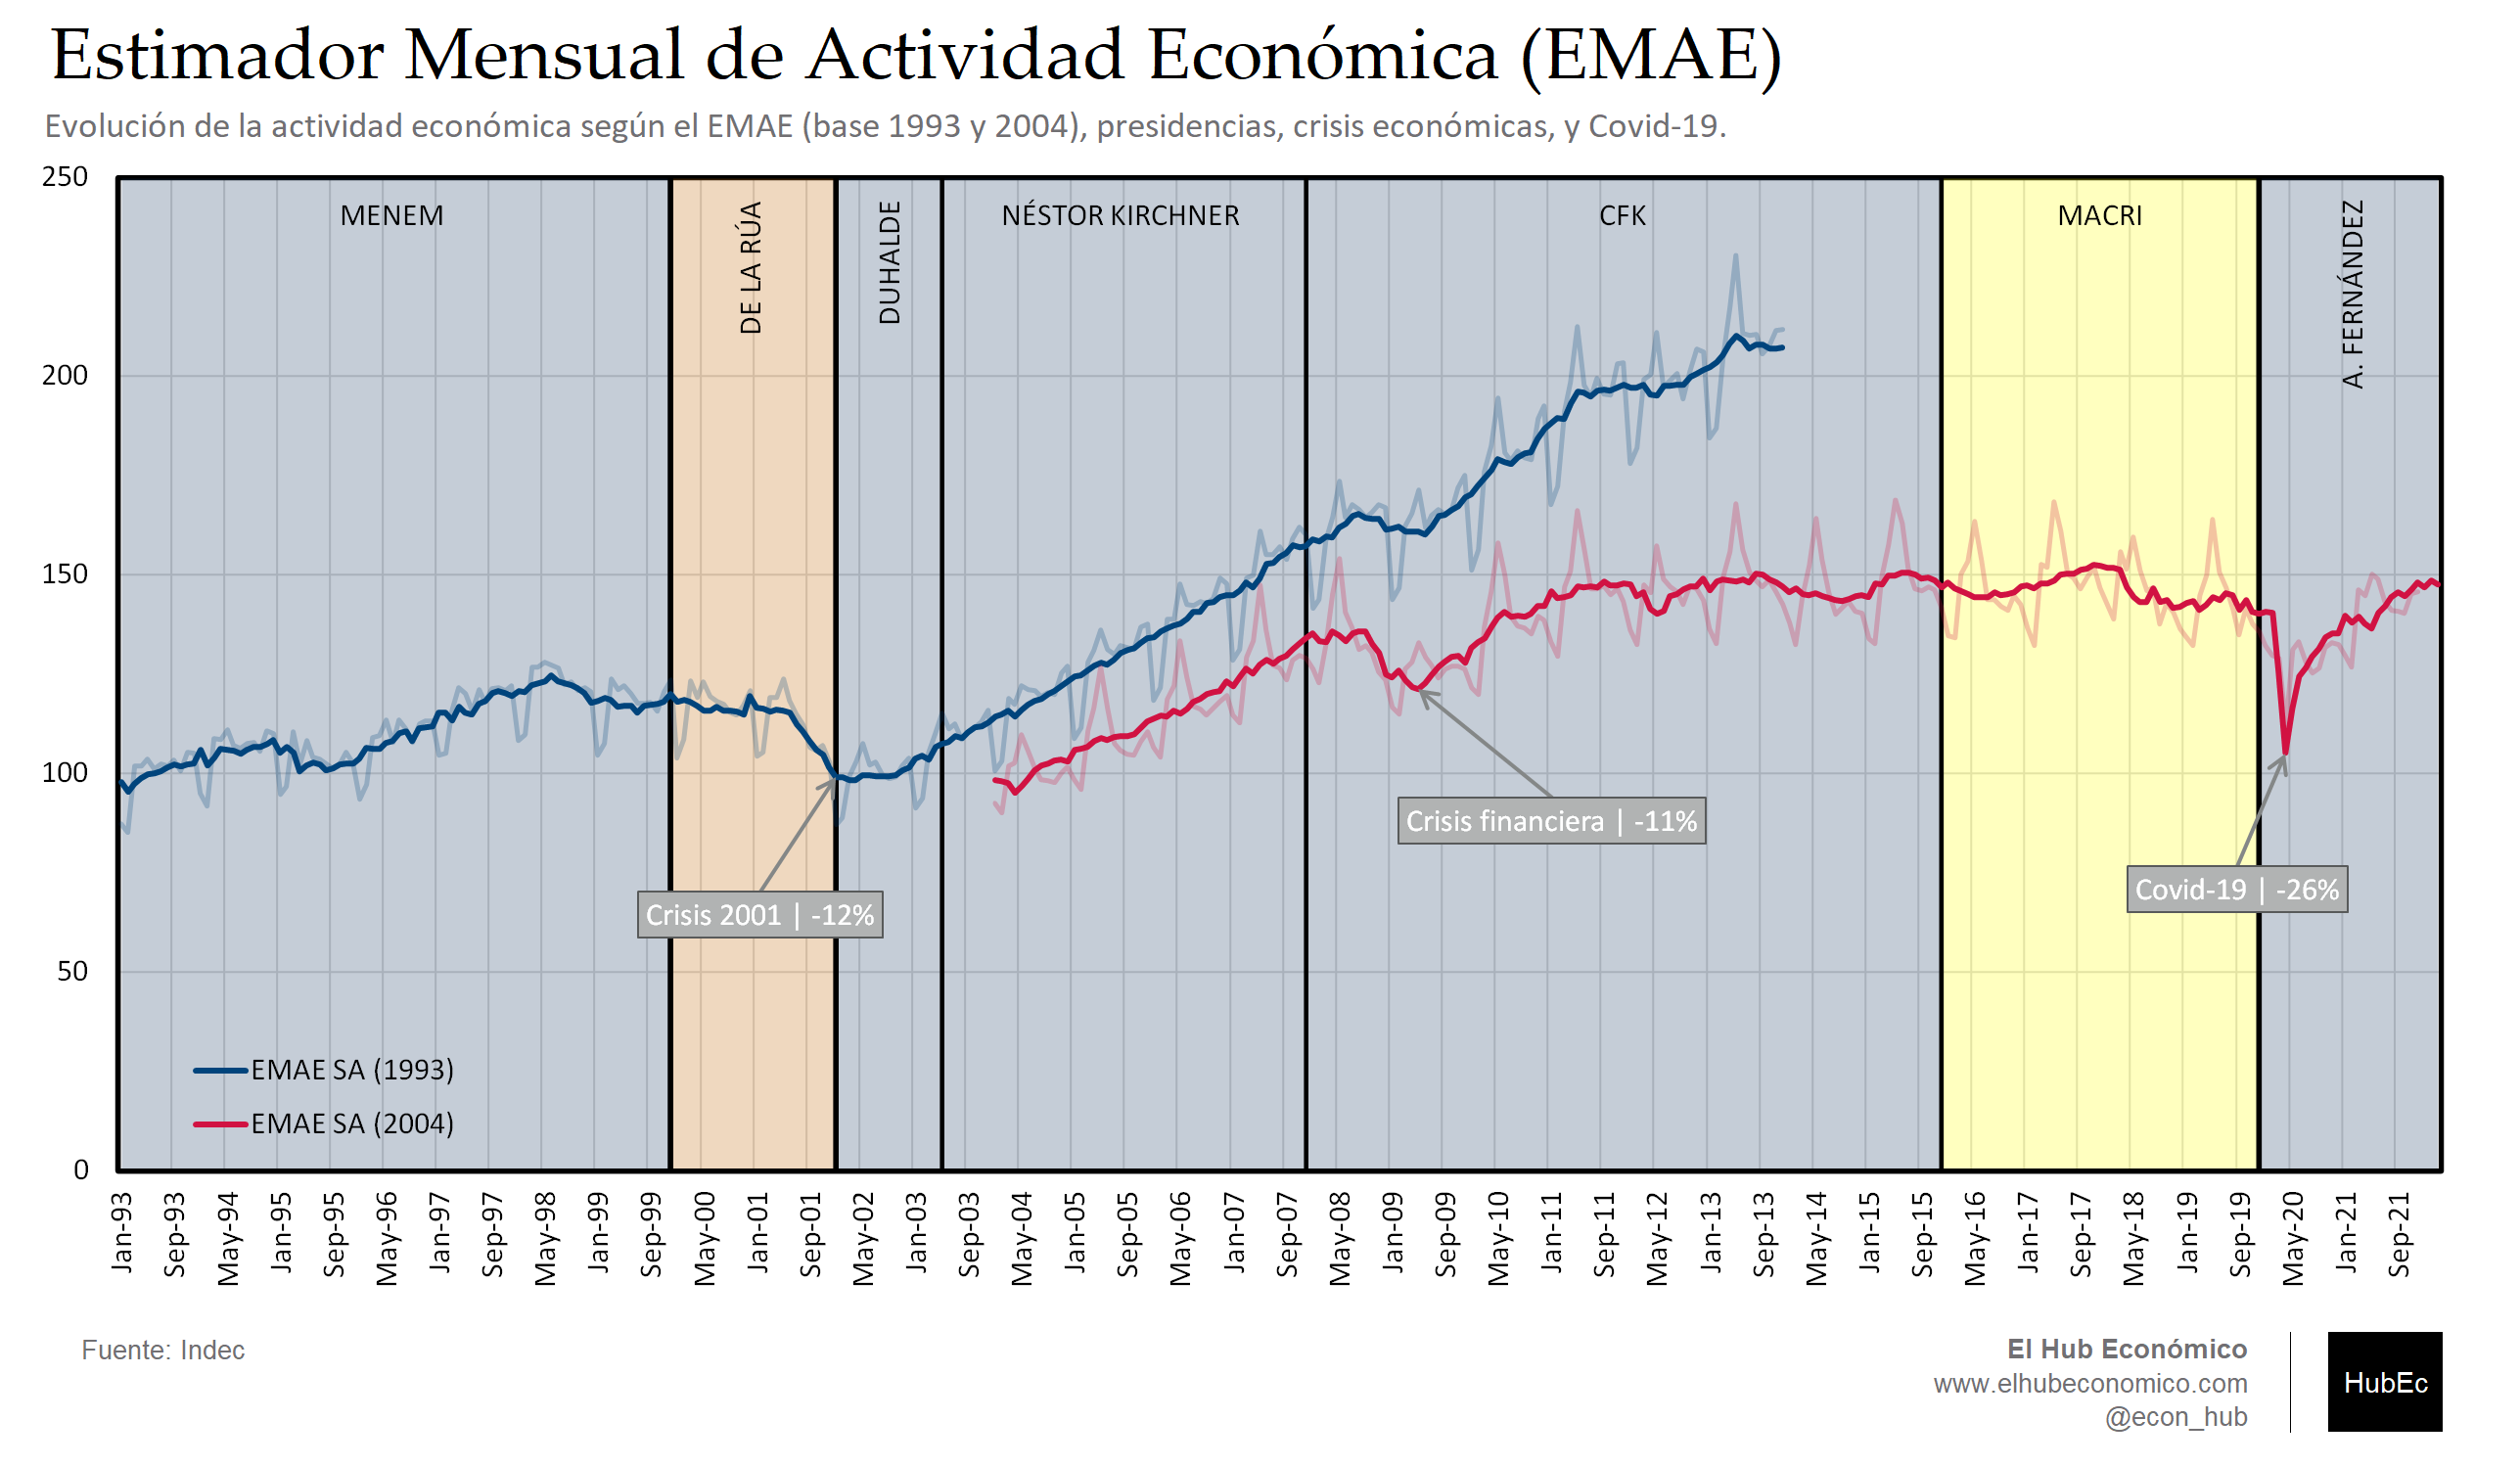 Estimador Mensual de Actividad Económica (EMAE)
Evolución de la actividad económica según el EMAE (base 1993 y 2004), presidencias, crisis económicas, y Covid-19.
250
200
150
100
50
0
MENEM
DE LA RÚA
DUHALDE
NÉSTOR KIRCHNER
CFK
MACRI
A. FERNÁNDEZ
Crisis financiera | -11%
Covid-19 | -26%
Crisis 2001 | -12%
EMAE SA (1993)
EMAE SA (2004)
Jan-93
Sep-93
May-94
Jan-95
Sep-95
May-96
Jan-97
Sep-97
May-98
Jan-99
Sep-99
May-00
Jan-01
Sep-01
May-02
Jan-03
Sep-03
May-04
Jan-05
Sep-05
May-06
Jan-07
Sep-07
May-08
Jan-09
Sep-09
May-10
Jan-11
Sep-11
May-12
Jan-13
Sep-13
May-14
Jan-15
Sep-15
May-16
Jan-17
Sep-17
May-18
Jan-19
Sep-19
May-20
Jan-21
Sep-21
Fuente: Indec
El Hub Económico
www.elhubeconomico.com
@econ_hub
HubEc